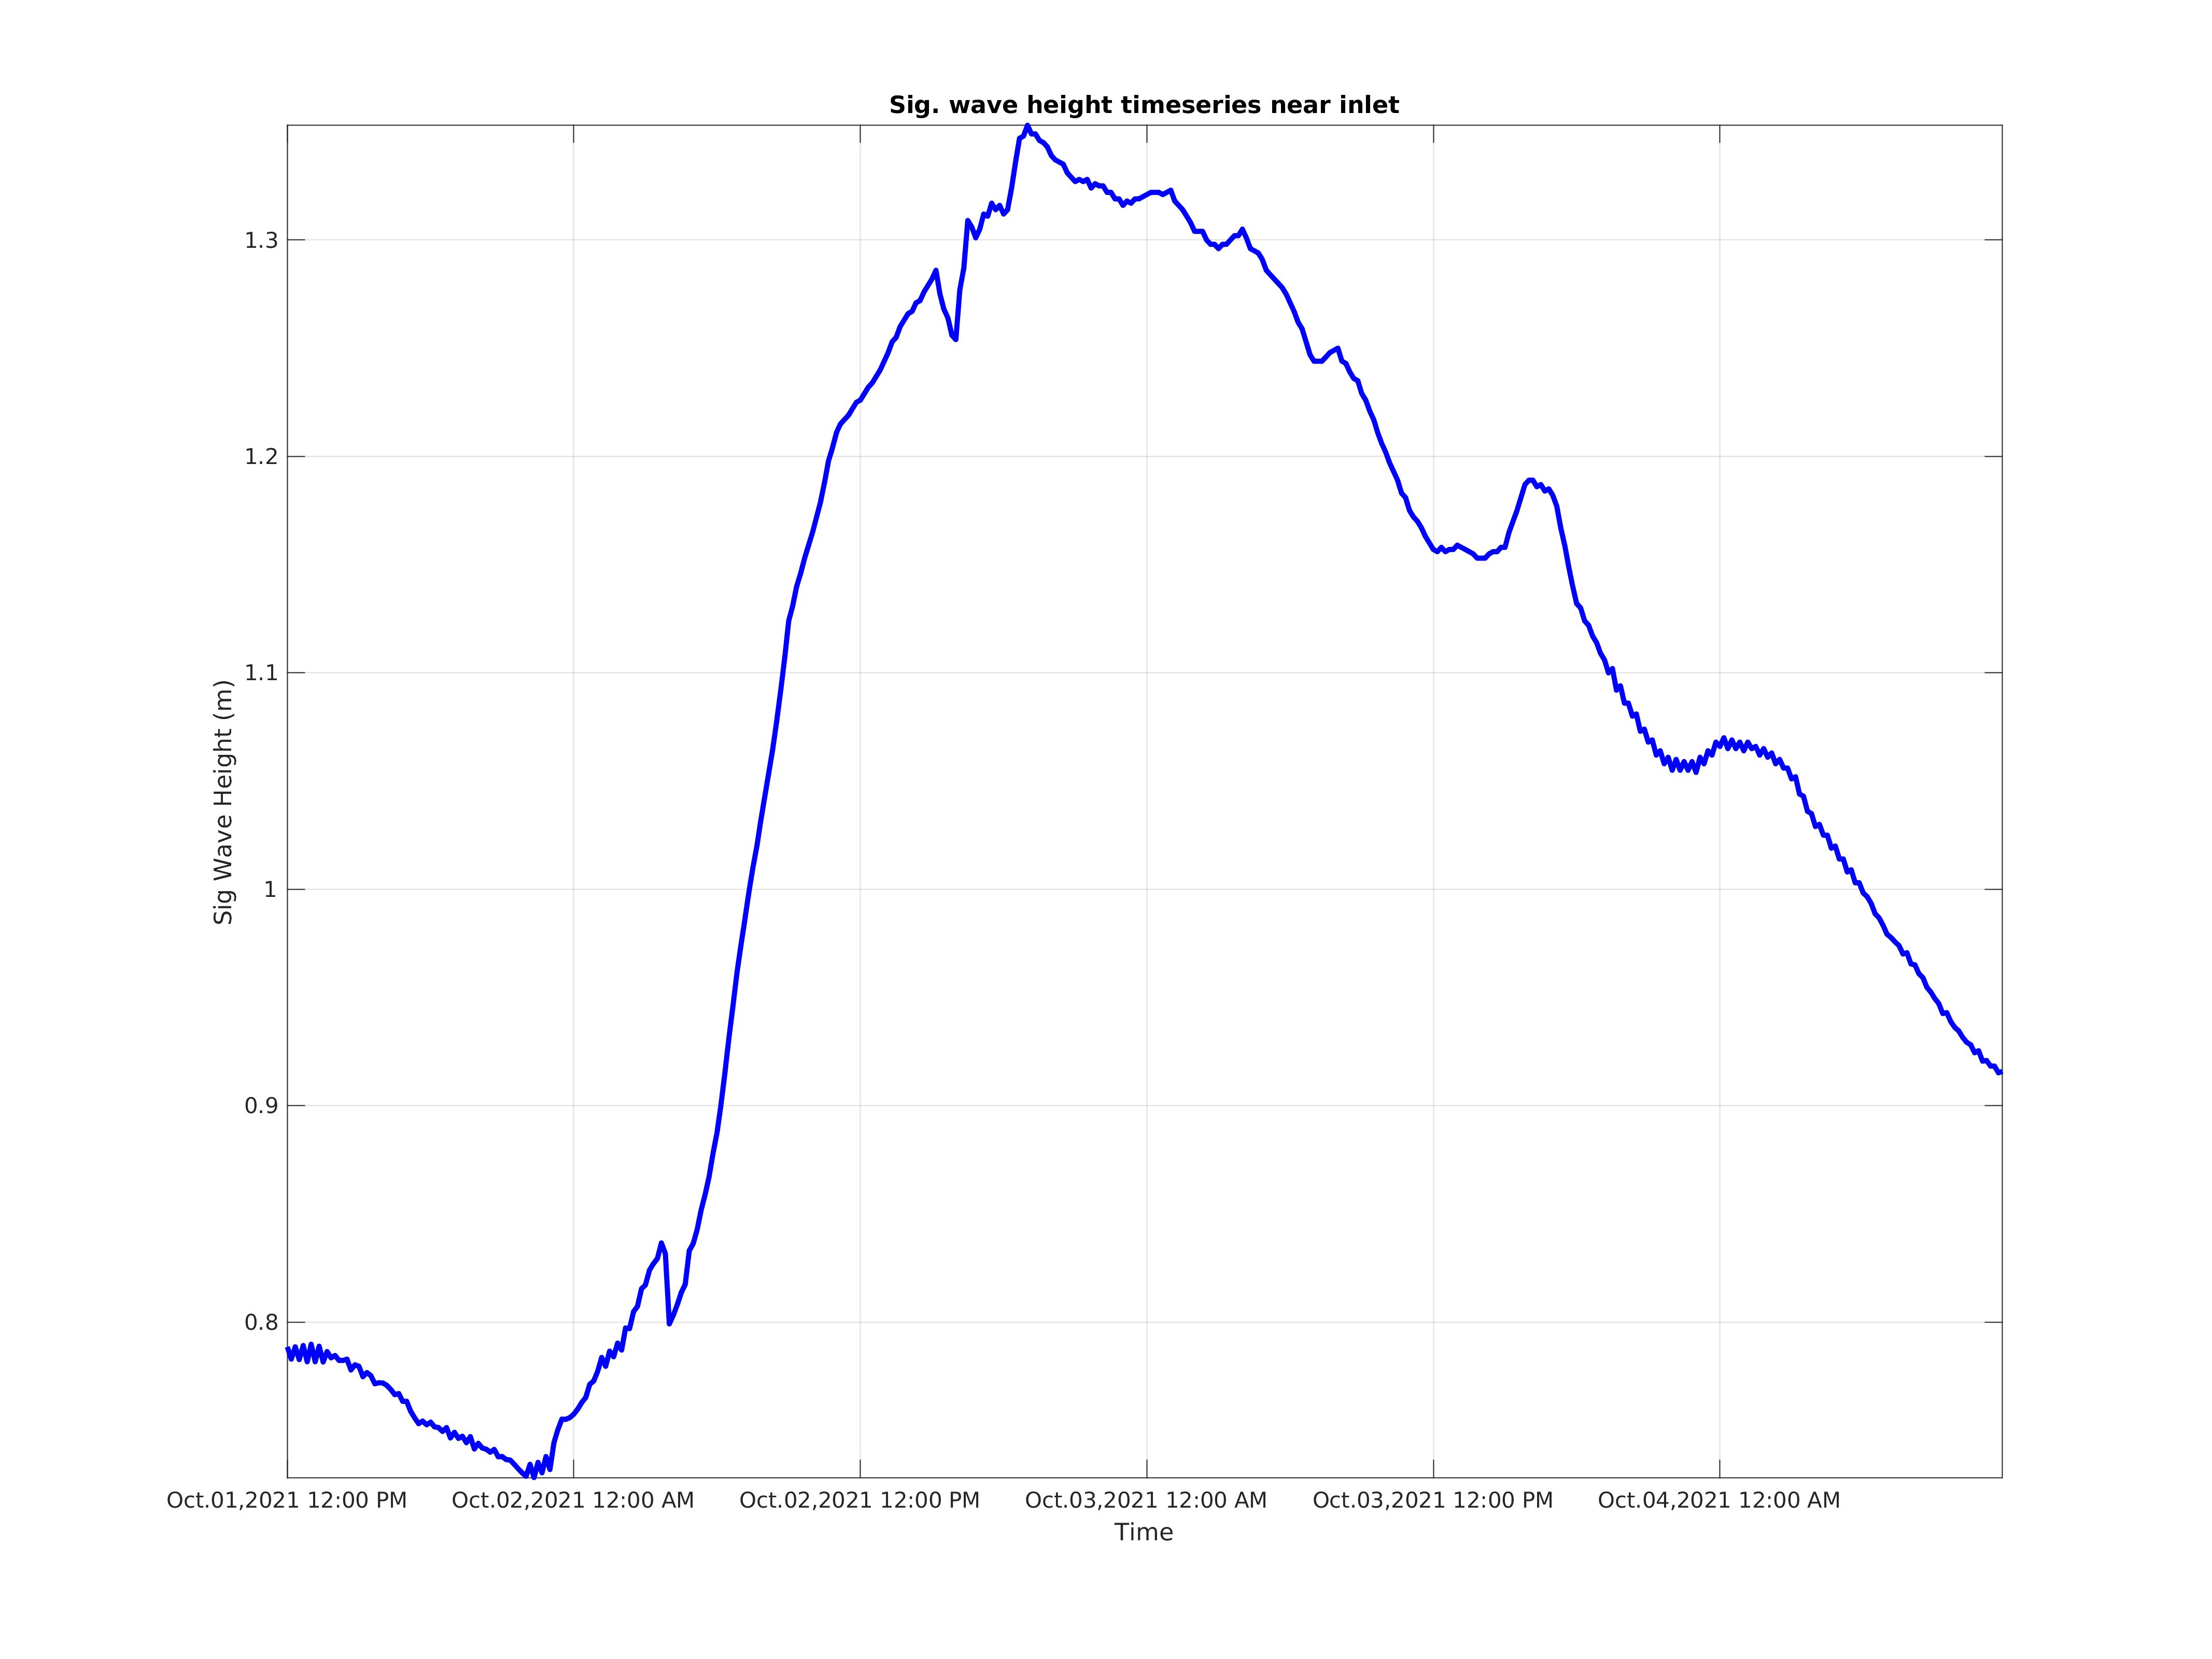 Sig. wave height timeseries near inlet
1.3
1.2
1.1
1
0.9
0.8
Sig Wave Height (m)
Oct.01,2021 12:00 PM
Oct.02,2021 12:00 AM
Oct.02,2021 12:00 PM
Oct.03,2021 12:00 AM
Oct.03,2021 12:00 PM
Oct.04,2021 12:00 AM
Time